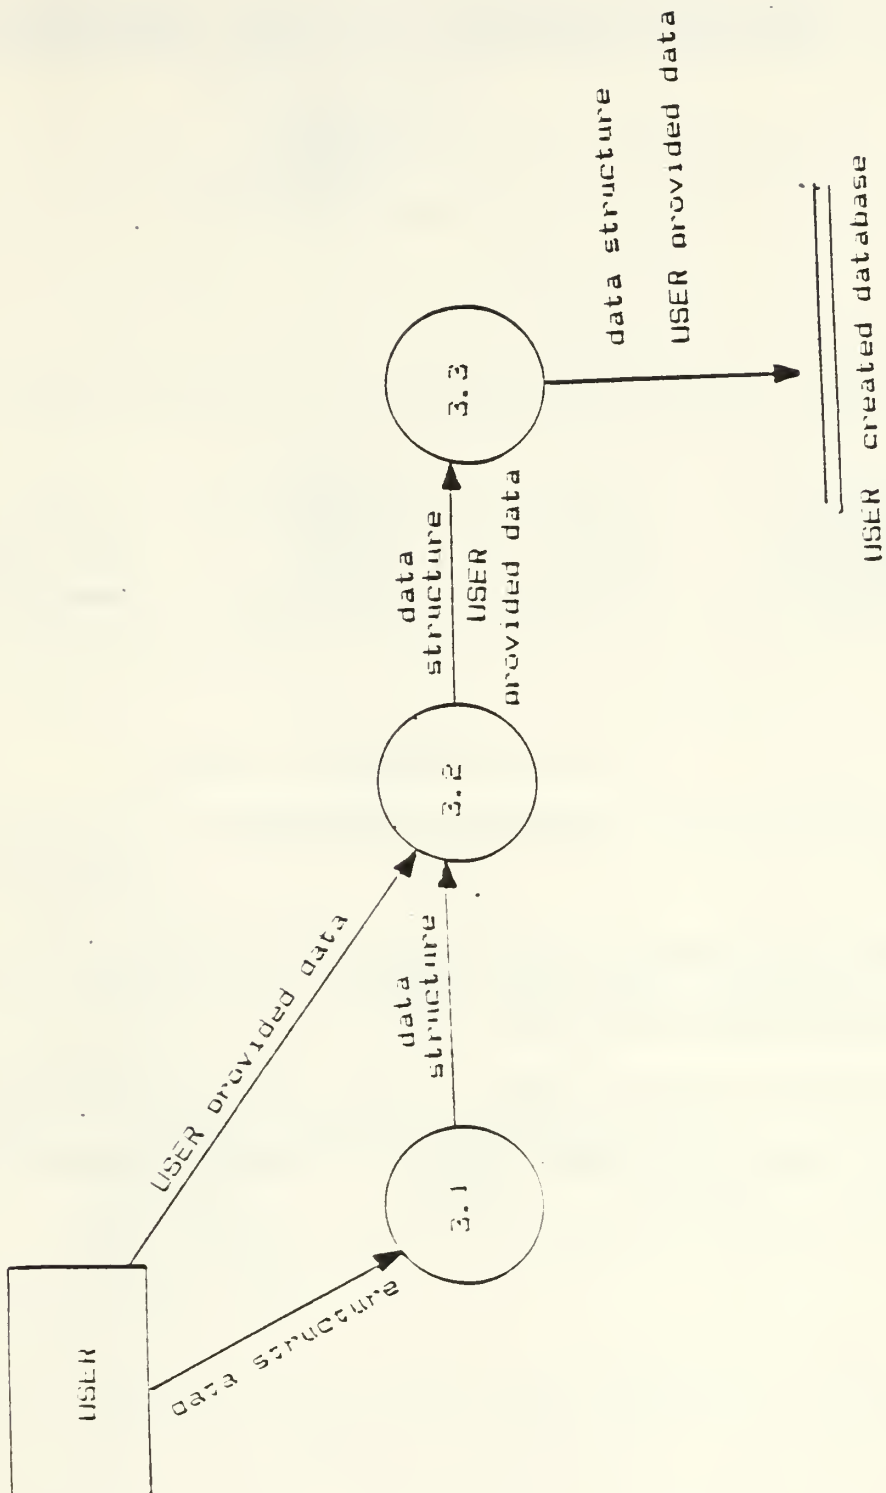 USER
USER provided data
data structure
3.1
data
structure
3.2
data
structure
USER
provided data
3.3
data structure
USER provided data
USER created database